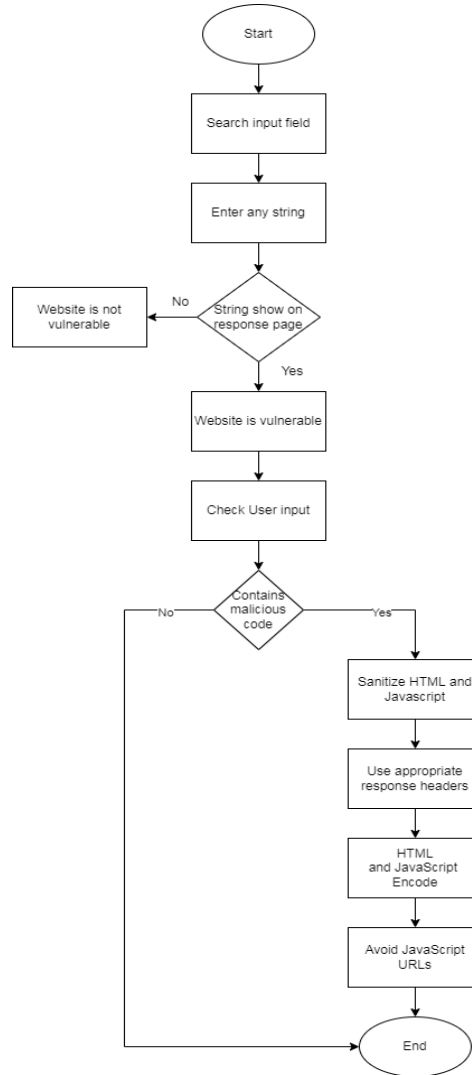 Start
Search input field
Enter any string
String show on
response page
No
Website is not
vulnerable
Yes
Website is vulnerable
Check User input
Contains
malicious
code
No
Yes
Sanitize HTML and
Javascript
Use appropriate
response headers
HTML
and JavaScript
Encode
Avoid JavaScript
URLs
End